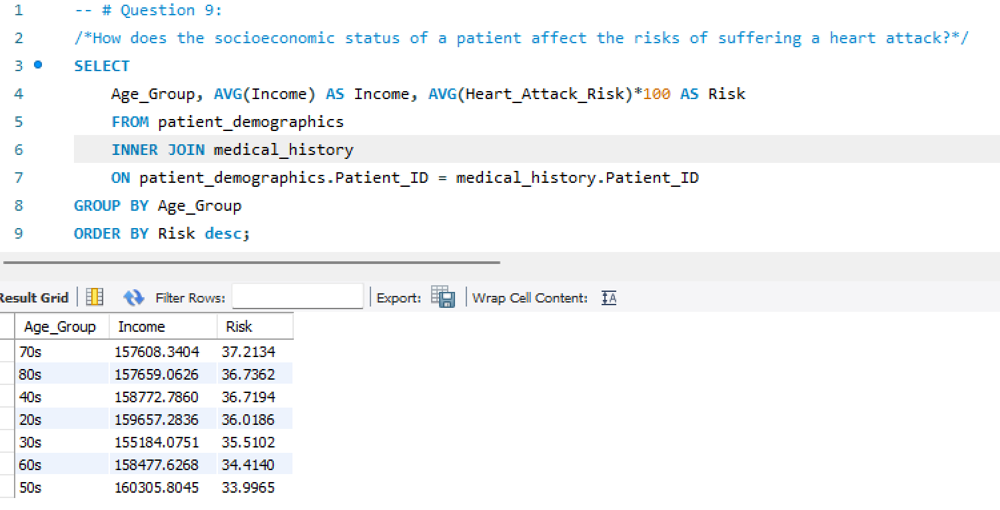 1 -- # Question 9:
2 /*How does the socioeconomic status of a patient affect the risks of suffering a heart attack?*/
3 SELECT
4 Age_Group, AVG(Income) AS Income, AVG(Heart_Attack_Risk)*100 AS Risk
5 FROM patient_demographics
6 INNER JOIN medical_history
7 ON patient_demographics.Patient_ID = medical_history.Patient_ID
8 GROUP BY Age_Group
9 ORDER BY Risk desc;
Result Grid Filter Rows: Export: Wrap Cell Content: IA
Age_Group Income Risk
70s 157608.3404 37.2134
80s 157659.0626 36.7362
40s 158772.7860 36.7194
20s 159657.2836 36.0186
30s 155184.0751 35.5102
60s 158477.6268 34.4140
50s 160305.8045 33.9965